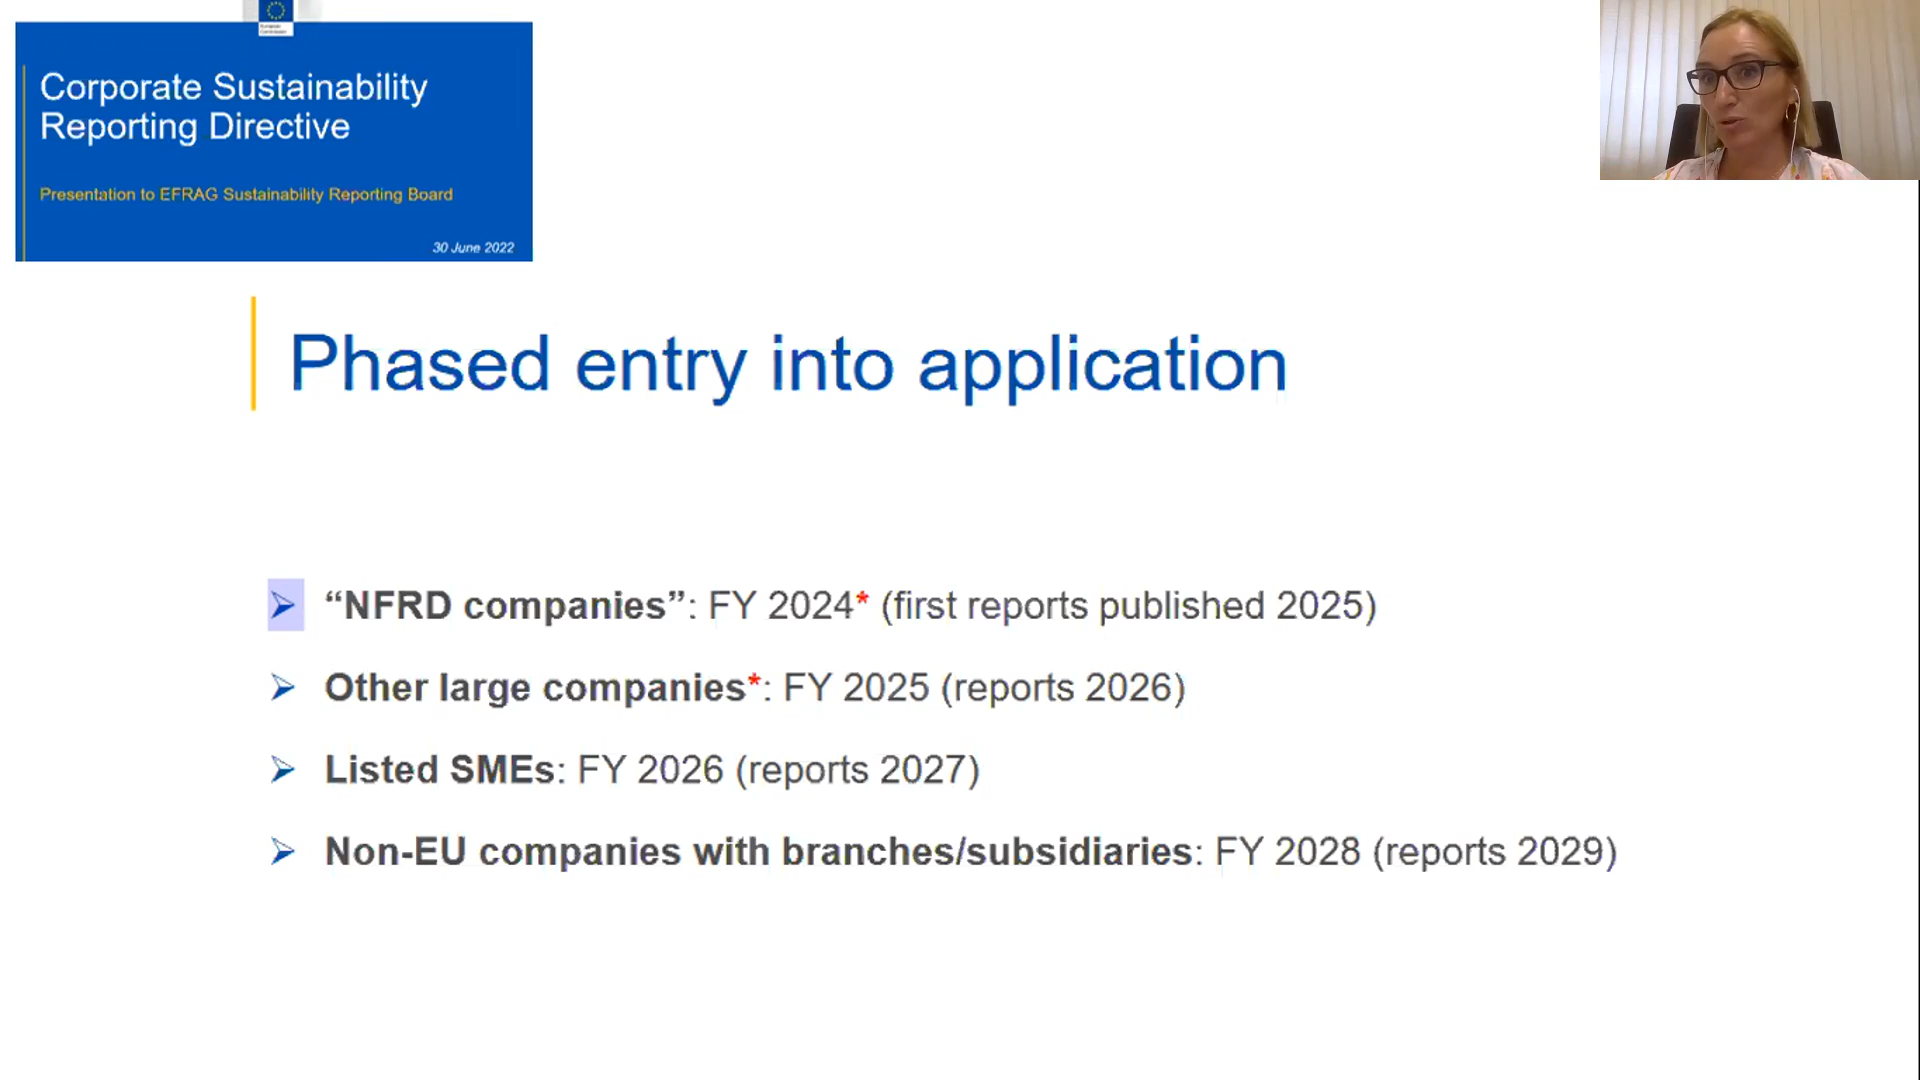 European
Commission
Corporate Sustainability
Reporting Directive
Presentation to EFRAG Sustainability Reporting Board
30 June 2022
Phased entry into application
➢ “NFRD companies”: FY 2024* (first reports published 2025)
➢ Other large companies*: FY 2025 (reports 2026)
➢ Listed SMEs: FY 2026 (reports 2027)
➢ Non-EU companies with branches/subsidiaries: FY 2028 (reports 2029)